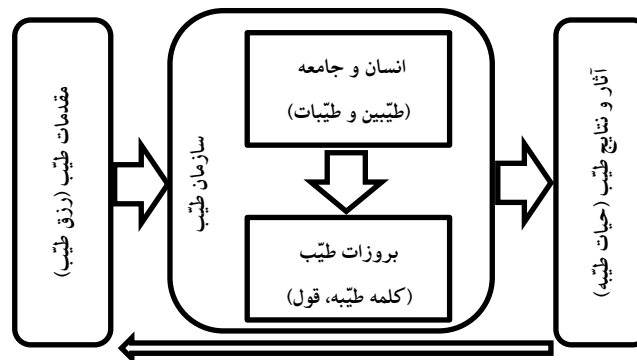 مقدمات طیّب (رزق طیّب)
سازمان طیّب
انسان و جامعه
(طیّبین و طیّبات)
بروزات طیّب
(کلمه طیّبه، قول)
آثار و نتایج طیّب (حیات طیّبه)